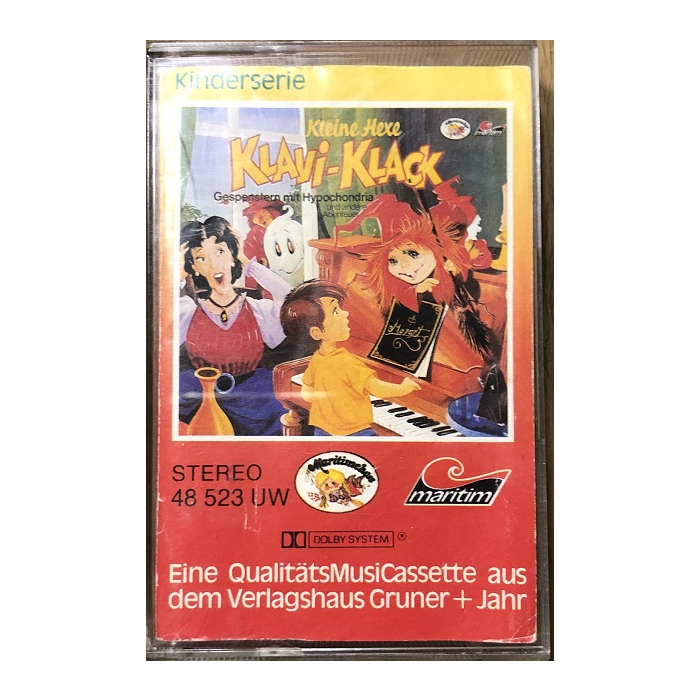 Kinderserie
Kleine Hexe
KLAVI-KLACK
Gespenstern mit Hypochondria
und andere
Abenteuer
Mozart
STEREO
48 523 UW
maritim
DOLBY SYSTEM ®
Eine QualitätsMusiCassette aus
dem Verlagshaus Gruner + Jahr